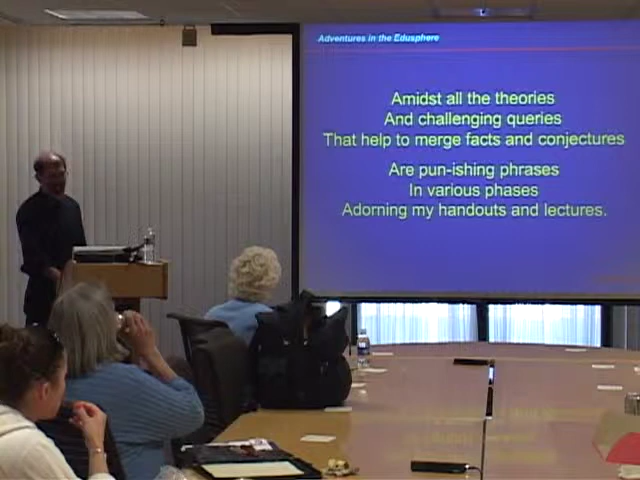 Adventures in the Edusphere
Amidst all the theories
And challenging queries
That help to merge facts and conjectures
Are pun-ishing phrases
In various phases
Adorning my handouts and lectures.